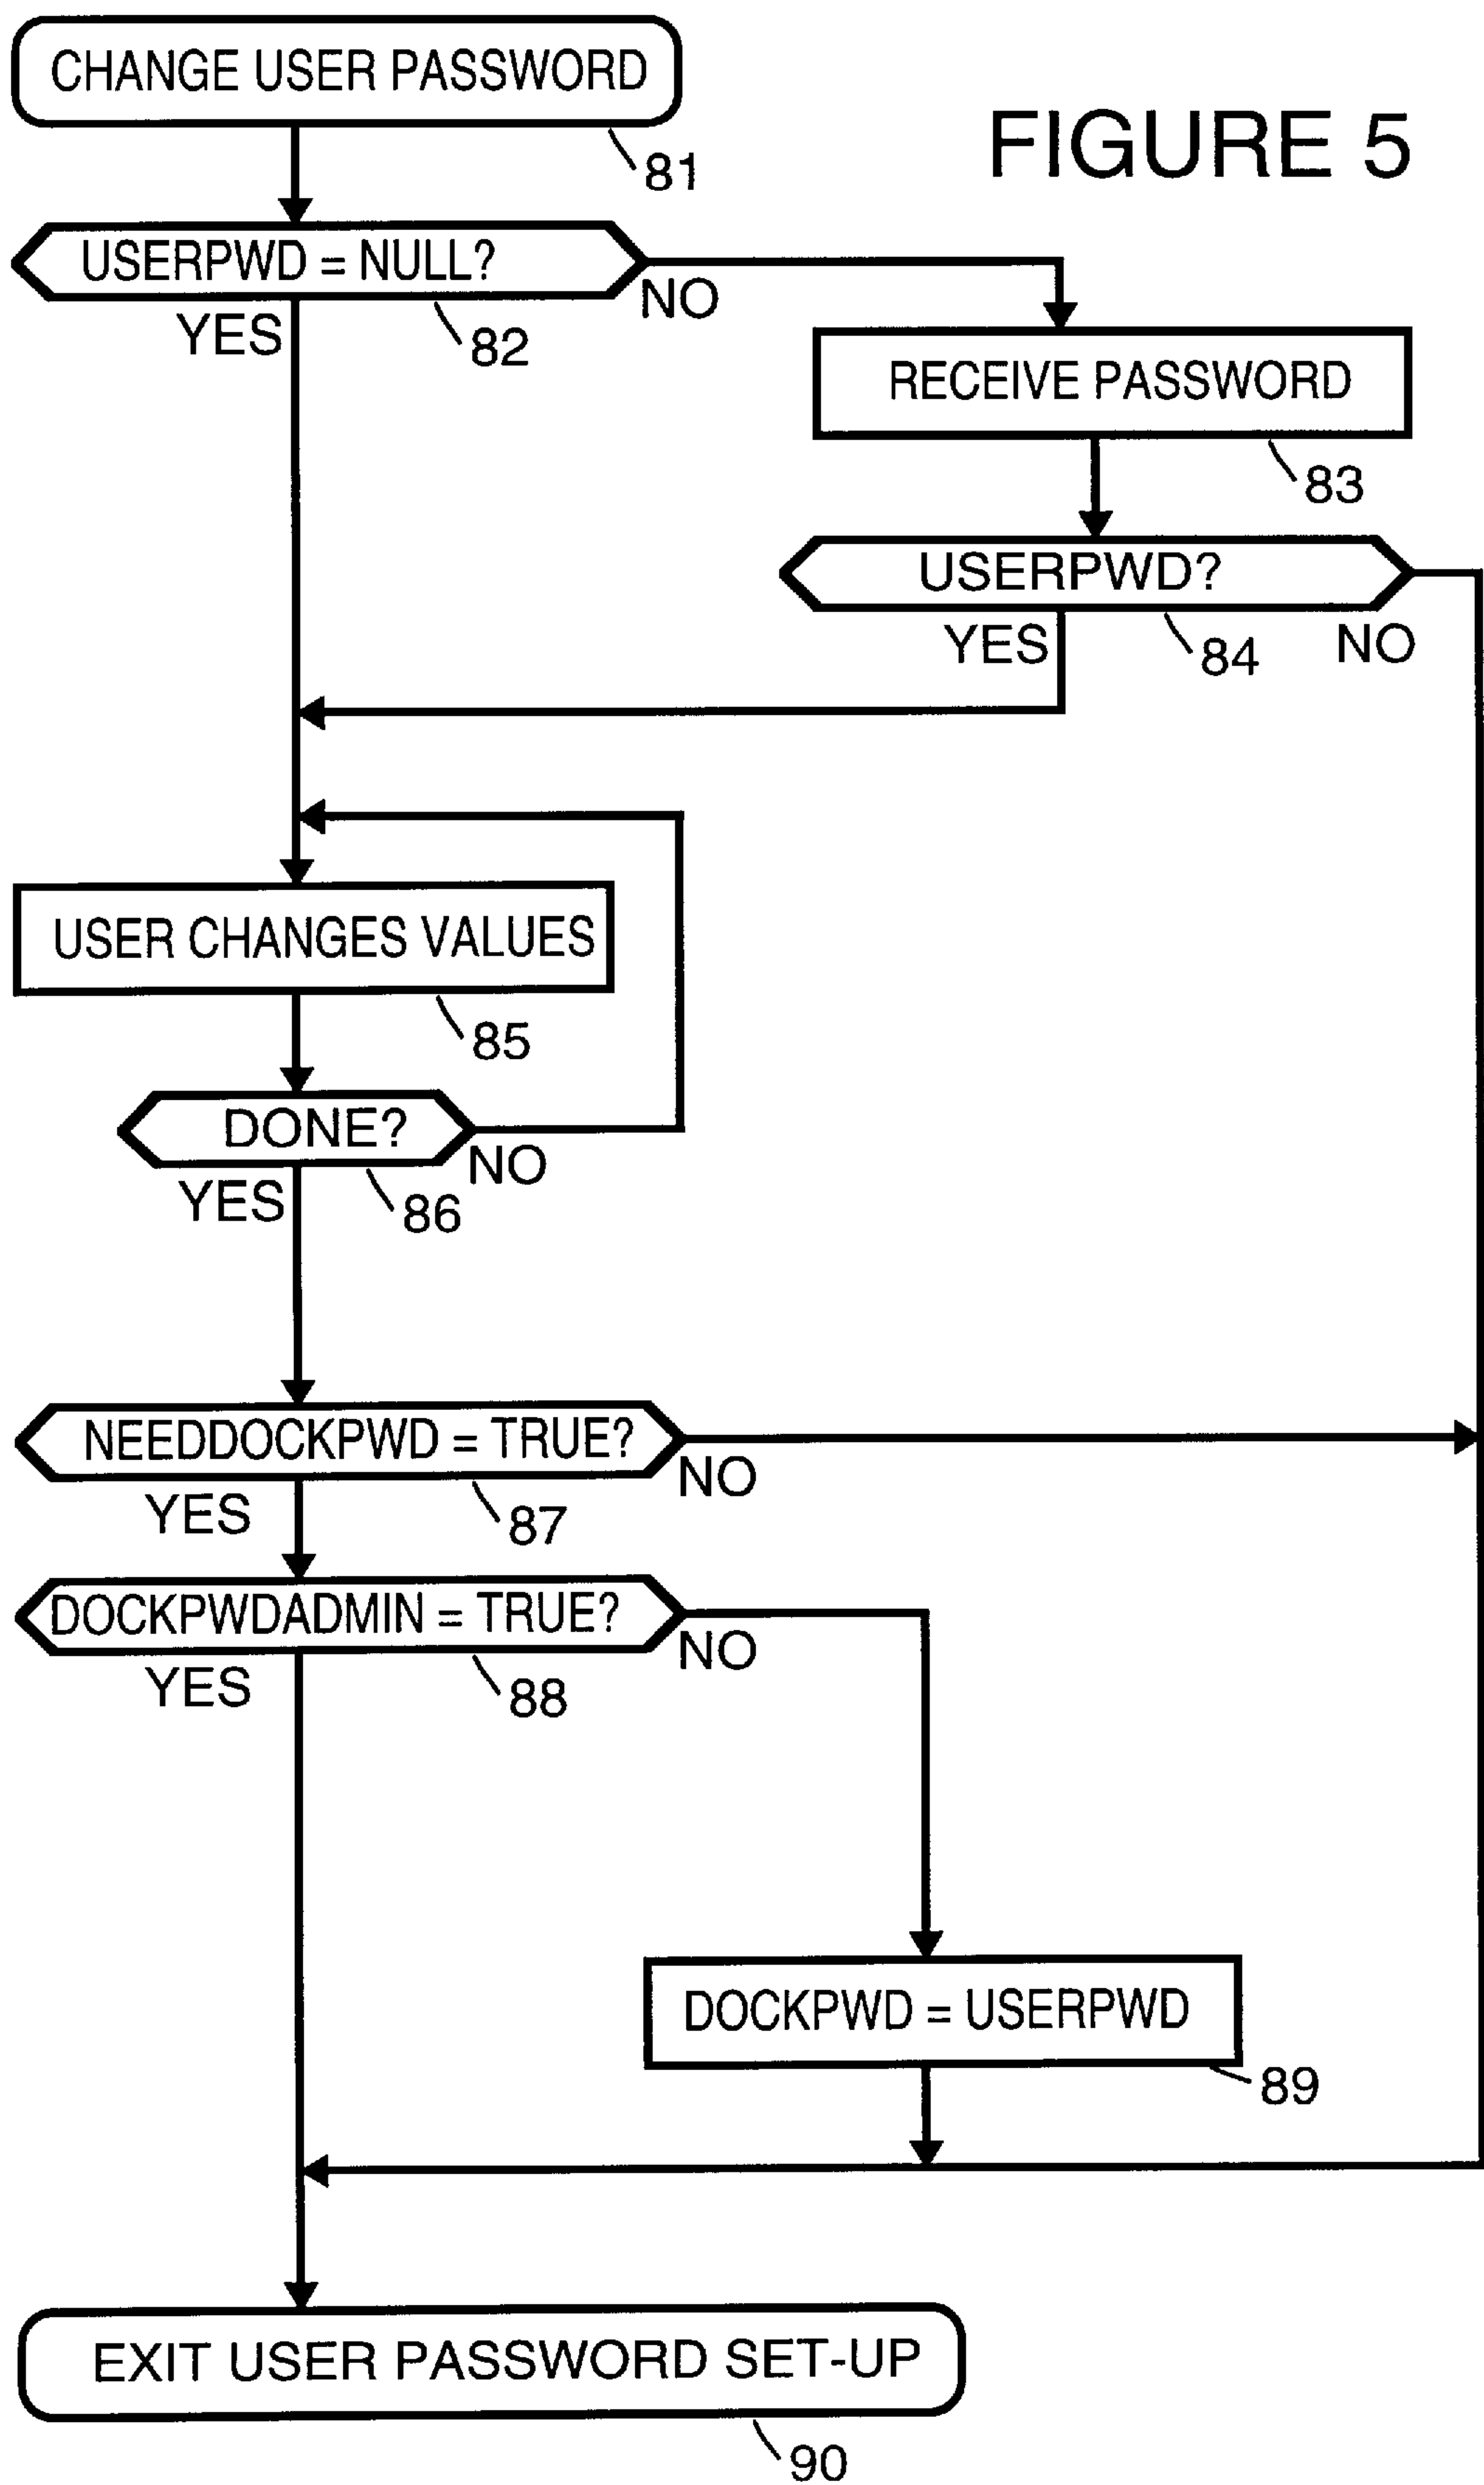 CHANGE USER PASSWORD
FIGURE 5
81
USERPWD = NULL?
NO
YES
82
RECEIVE PASSWORD
83
USERPWD?
YES
84
NO
USER CHANGES VALUES
85
DONE?
NO
YES
86
NEEDDOCKPWD = TRUE?
NO
YES
87
DOCKPWDADMIN = TRUE?
NO
YES
88
DOCKPWD = USERPWD
89
EXIT USER PASSWORD SET-UP
90